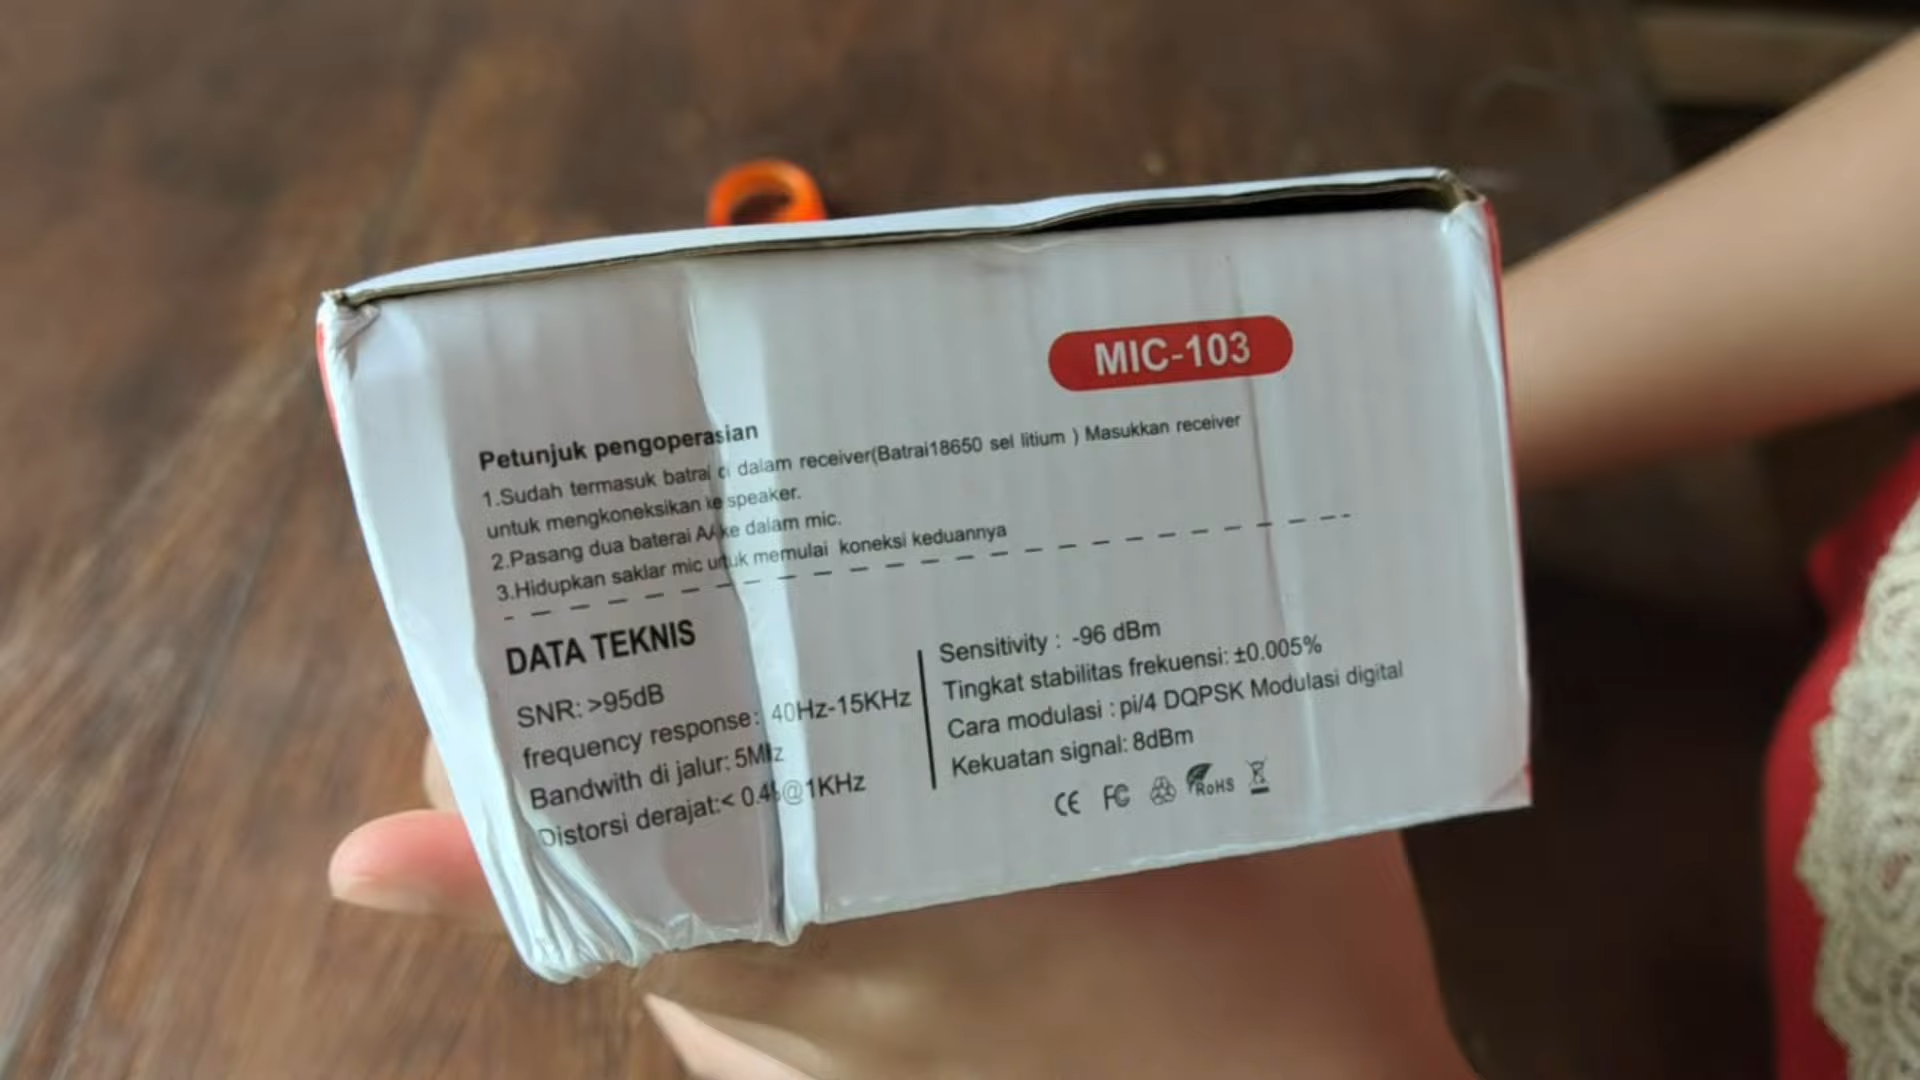 MIC-103
Petunjuk pengoperasian
1.Sudah termasuk batrai di dalam receiver(Batrai18650 sel litium ) Masukkan receiver
untuk mengkoneksikan ke speaker.
2.Pasang dua baterai AA ke dalam mic.
3.Hidupkan saklar mic untuk memulai koneksi keduannya
DATA TEKNIS
SNR: >95dB
frequency response: 40Hz-15KHz
Bandwith di jalur: 5MHz
Distorsi derajat:< 0.4%@1KHz
Sensitivity : -96 dBm
Tingkat stabilitas frekuensi: ±0.005%
Cara modulasi : pi/4 DQPSK Modulasi digital
Kekuatan signal: 8dBm
CE FC RoHS